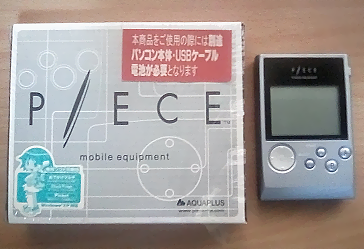 本商品をご使用の際には別途
パソコン本体・USBケーブル
電池が必要となります
P/ECE
mobile equipment
AQUAPLUS
P/ECE